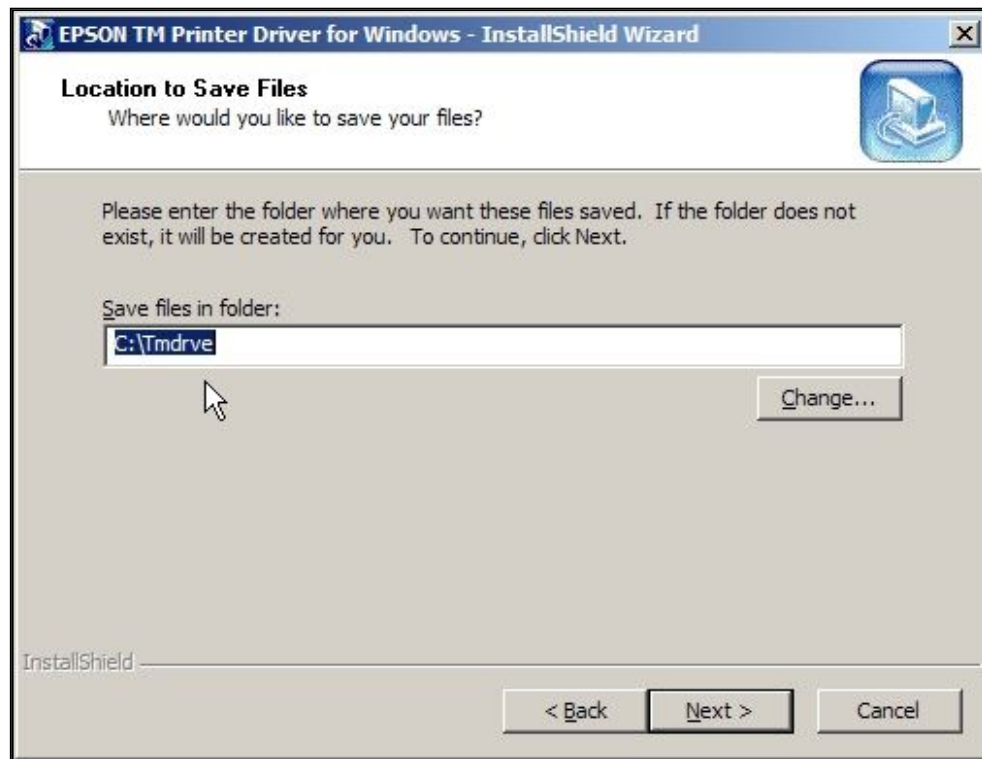 EPSON TM Printer Driver for Windows - InstallShield Wizard
Location to Save Files
Where would you like to save your files?
Please enter the folder where you want these files saved.  If the folder does not
exist, it will be created for you.   To continue, click Next.
Save files in folder:
C:\Tmdrve
Change...
InstallShield
< Back
Next >
Cancel